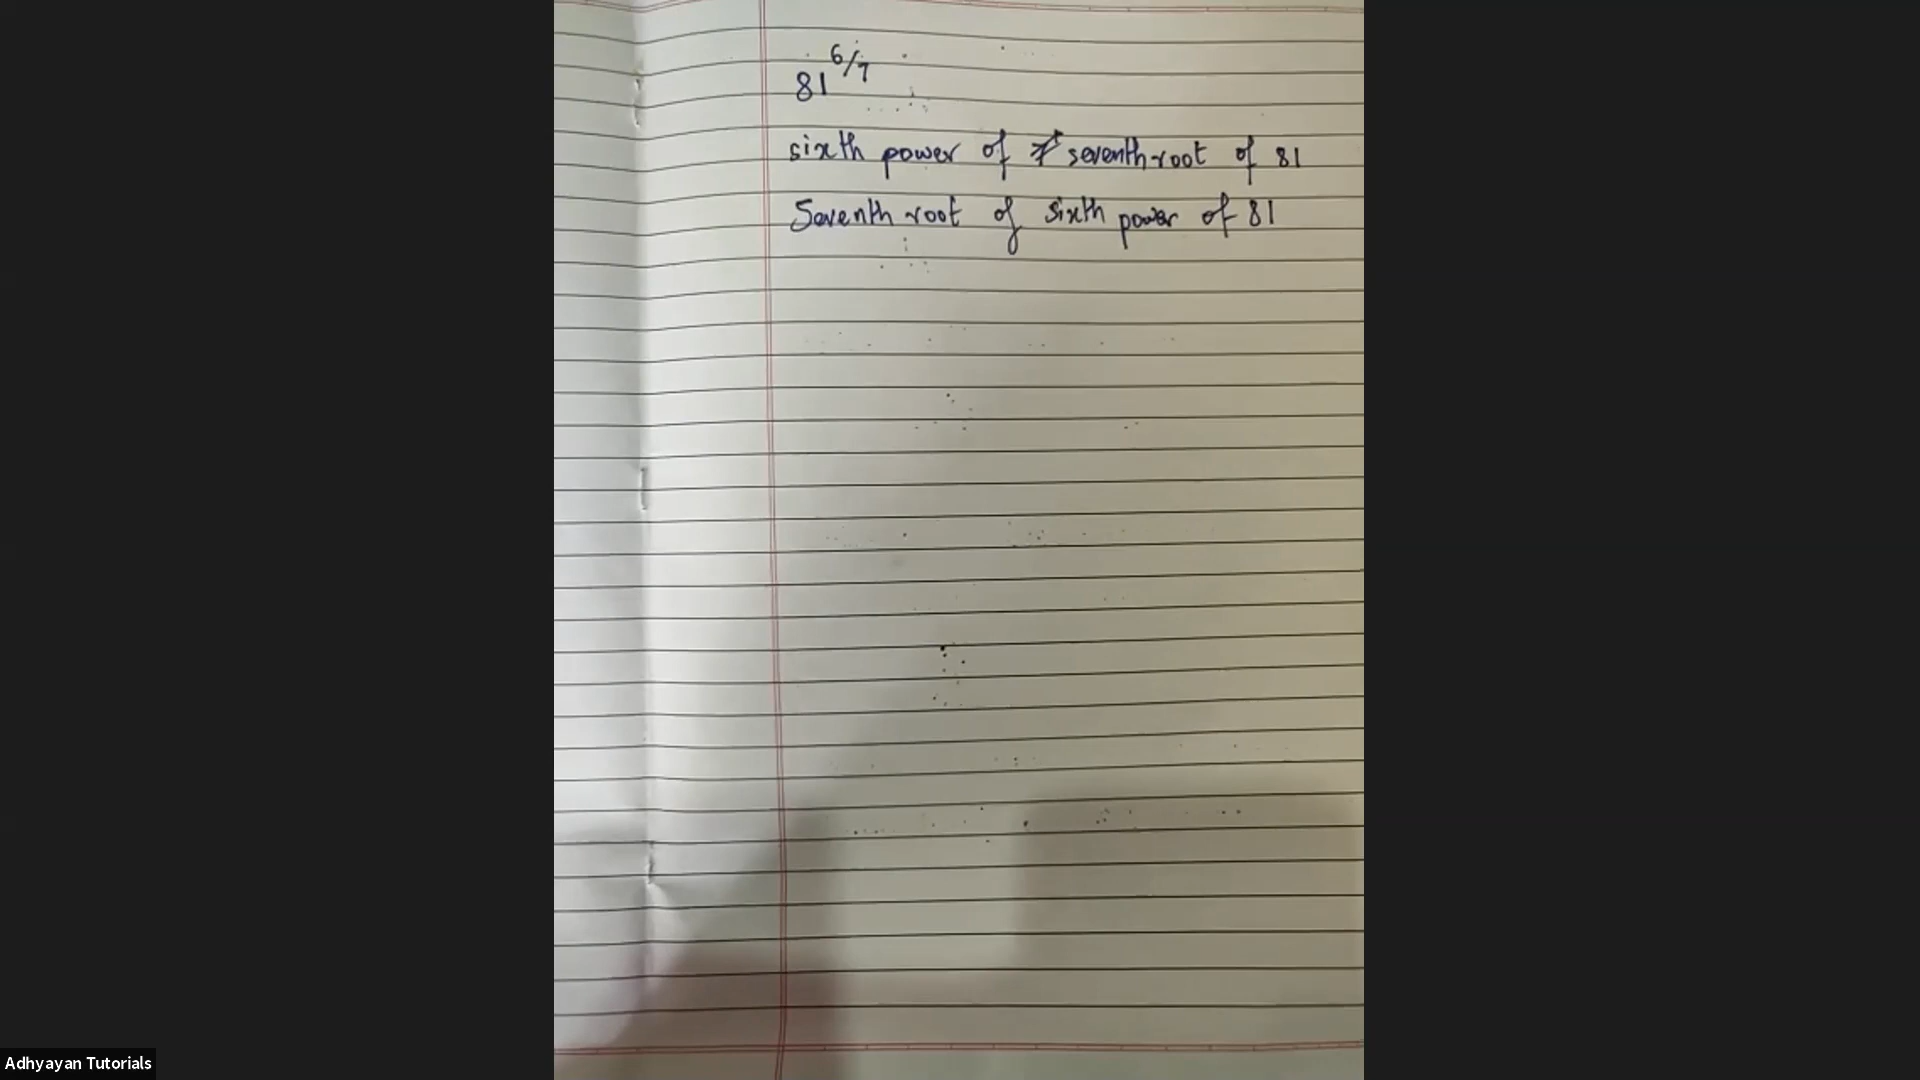 81^6/7
sixth power of seventh root of 81
Seventh root of sixth power of 81
Adhyayan Tutorials